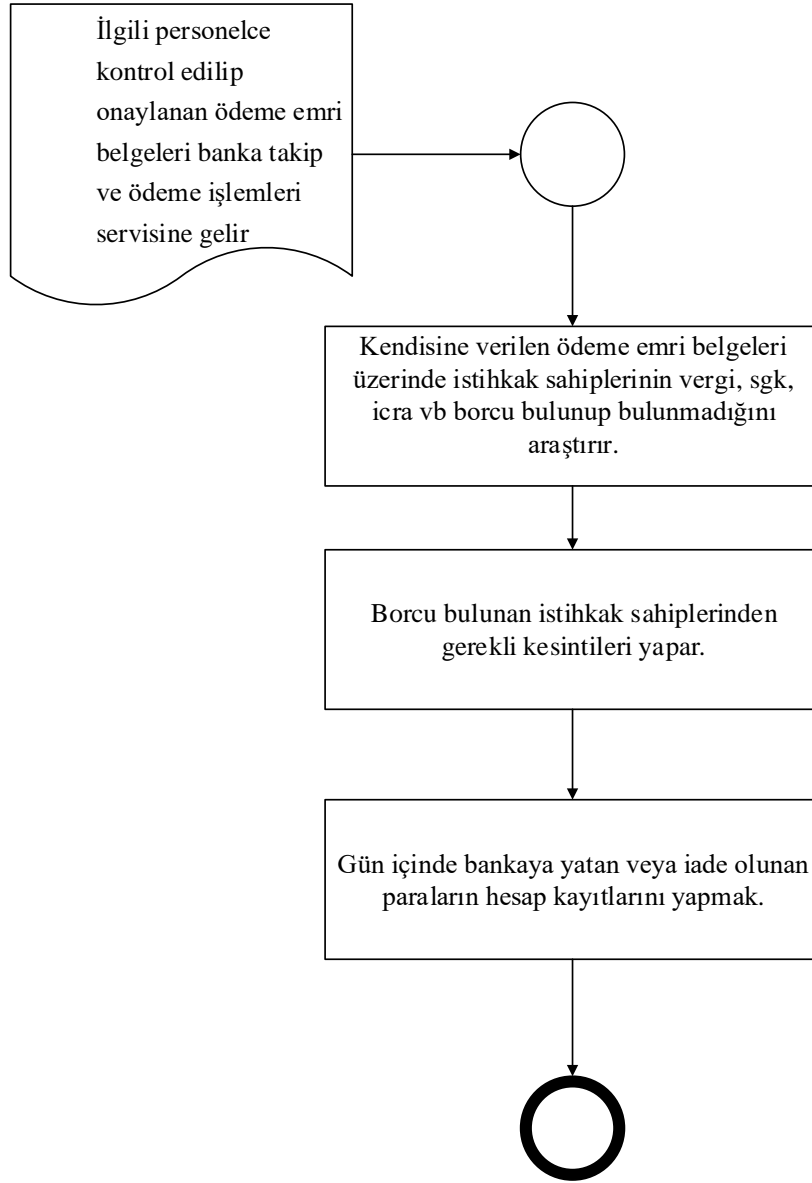 İlgili personelce
kontrol edilip
onaylanan ödeme emri
belgeleri banka takip
ve ödeme işlemleri
servisine gelir
Kendisine verilen ödeme emri belgeleri
üzerinde istihkak sahiplerinin vergi, sgk,
icra vb borcu bulunup bulunmadığını
araştırır.
Borcu bulunan istihkak sahiplerinden
gerekli kesintileri yapar.
Gün içinde bankaya yatan veya iade olunan
paraların hesap kayıtlarını yapmak.